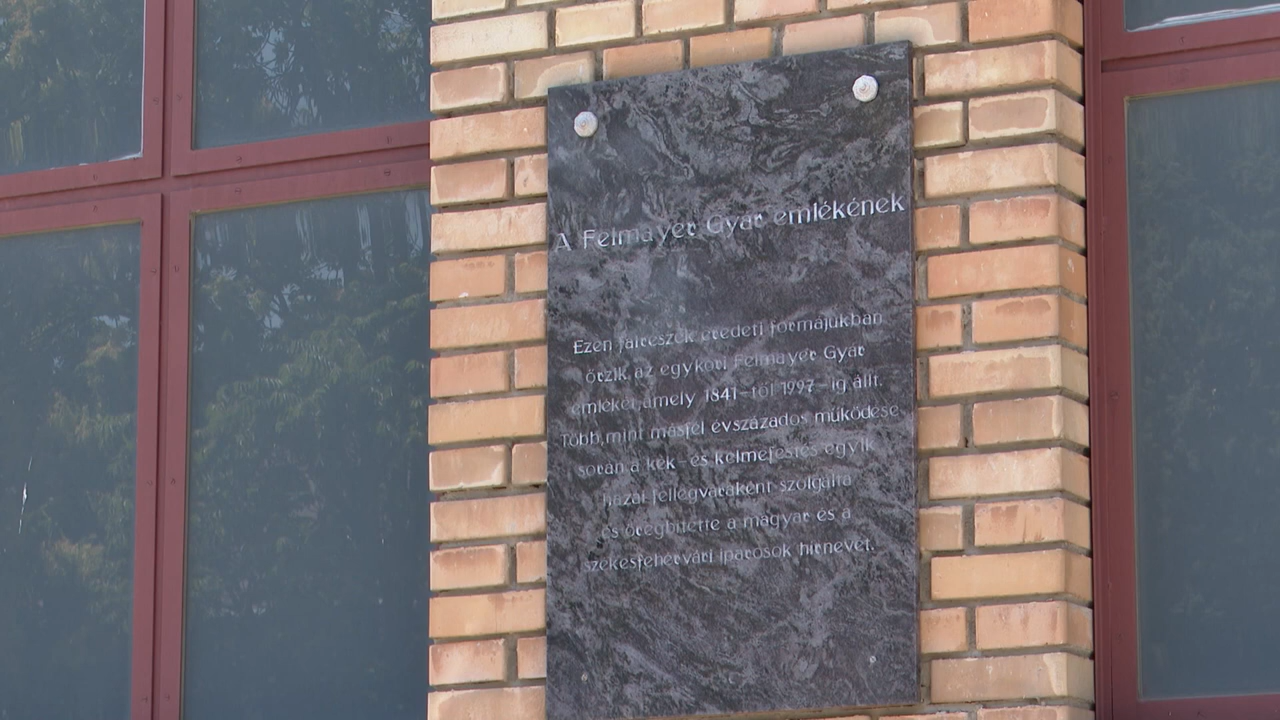 A Felmayer Gyár emlékének
Ezen falrészek eredeti formájukban
őrzik az egykori Felmayer Gyár
emlékét, amely 1841-től 1997-ig állt.
Több, mint másfél évszázados működése
során a kék- és kelmefestés egyik
hazai fellegváraként szolgálta
és öregbítette a magyar és a
székesfehérvári iparosok hírnevét.